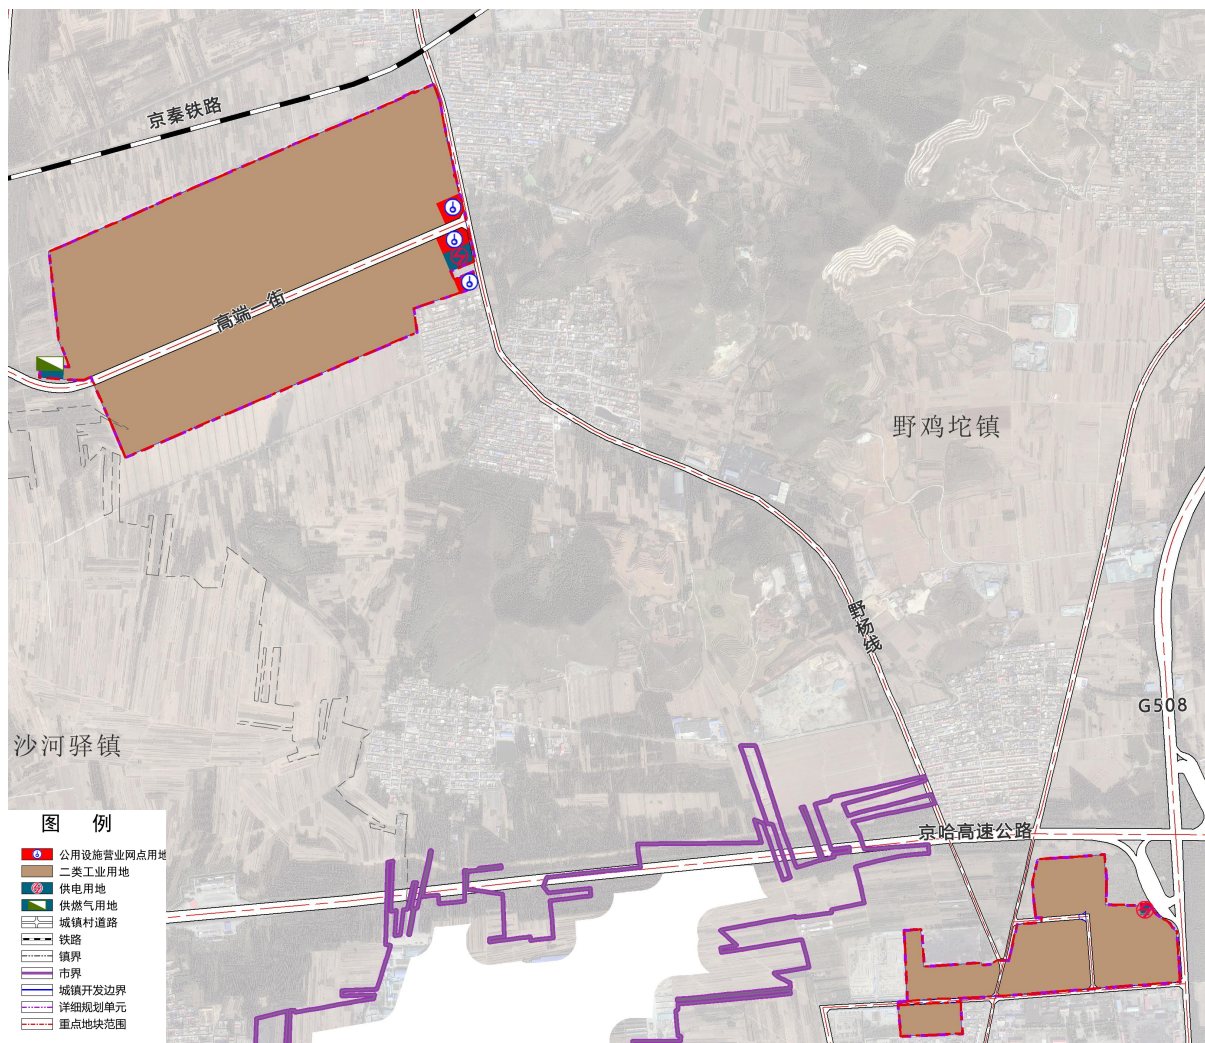 京秦铁路
高端一街
野鸡坨镇
野杨线
G508
沙河驿镇
京哈高速公路
图 例
公用设施营业网点用地
二类工业用地
供电用地
供燃气用地
城镇村道路
铁路
镇界
市界
城镇开发边界
详细规划单元
重点地块范围